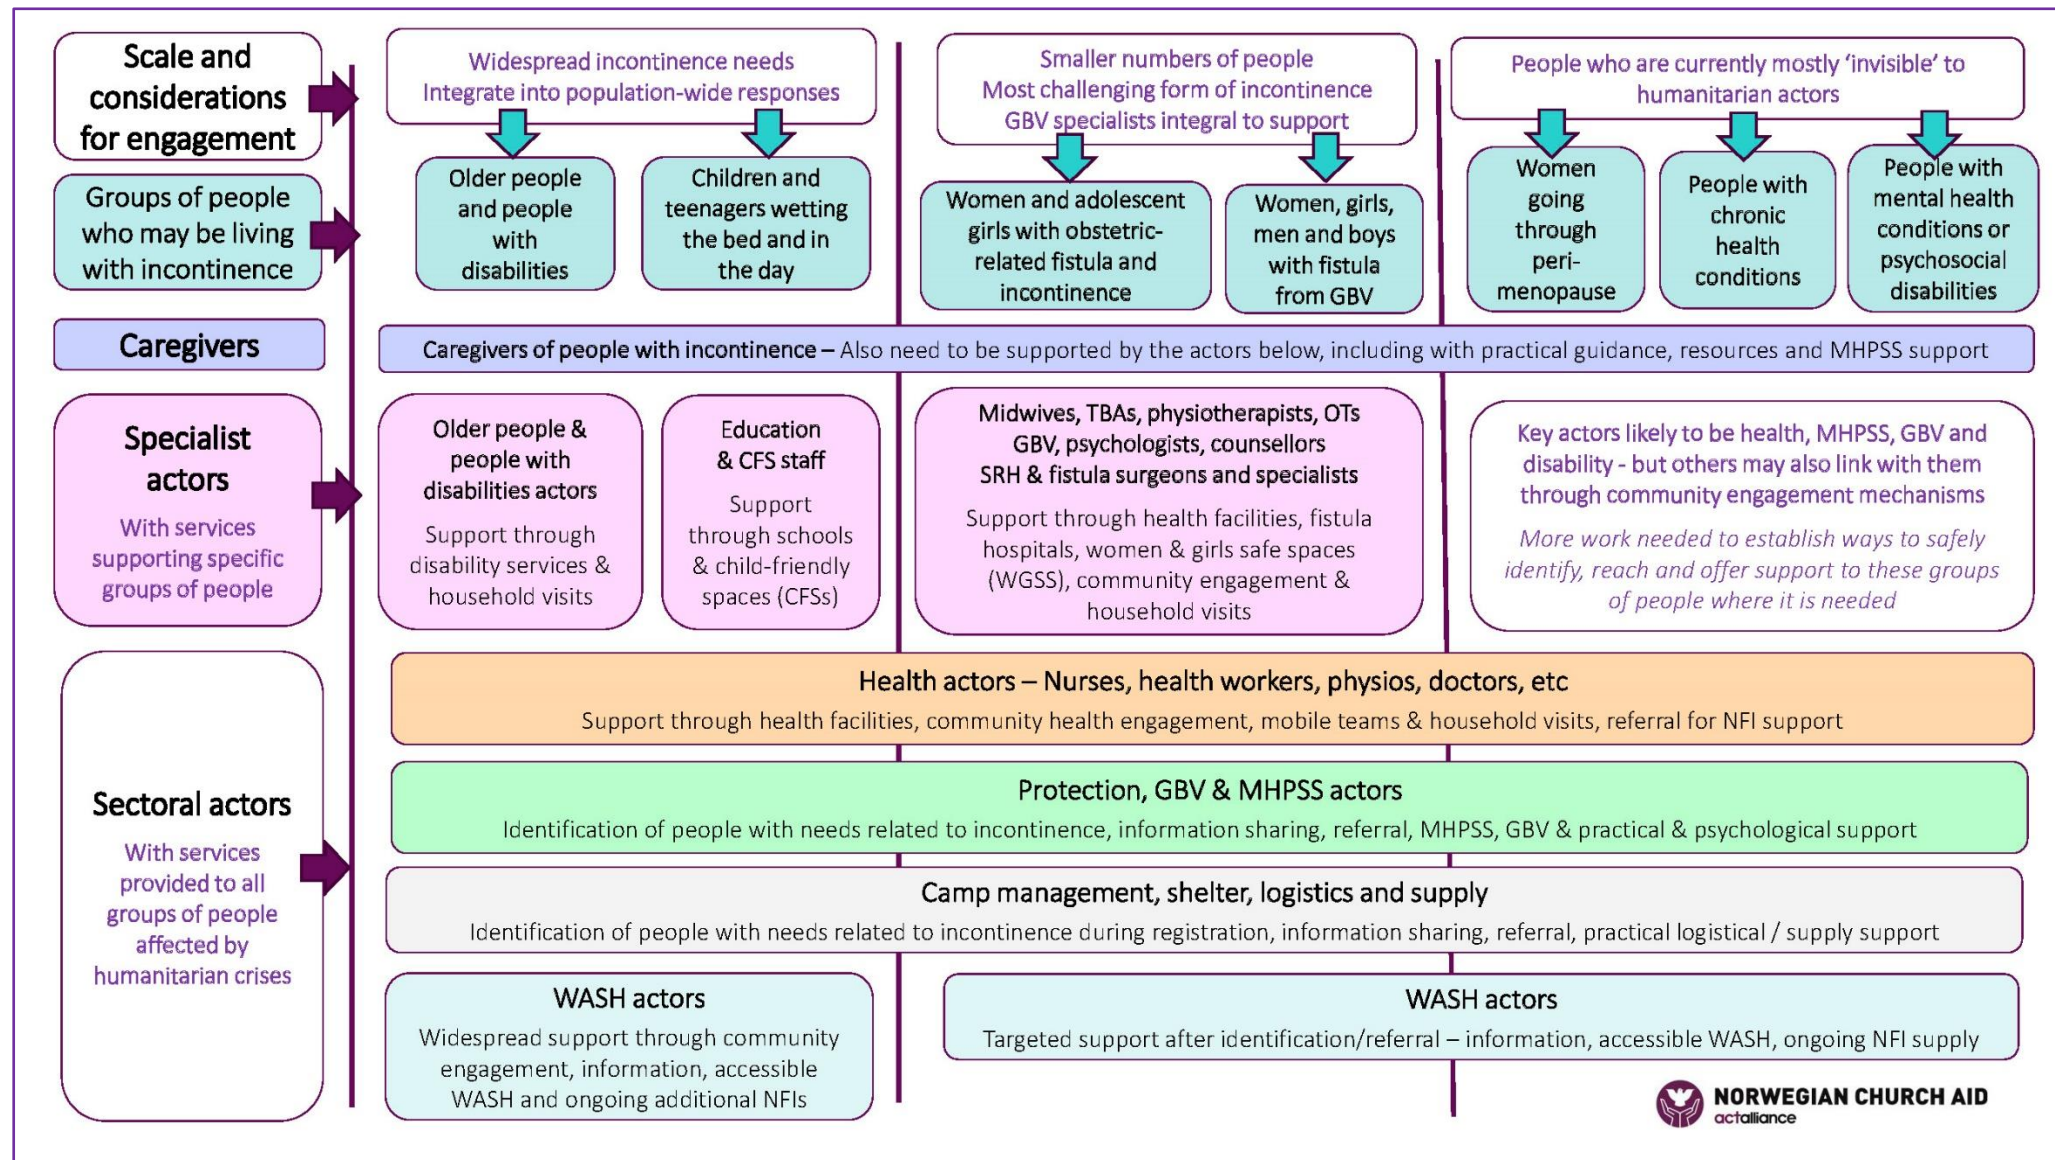 Scale and
considerations
for engagement
Widespread incontinence needs
Integrate into population-wide responses
Smaller numbers of people
Most challenging form of incontinence
GBV specialists integral to support
People who are currently mostly ‘invisible’ to
humanitarian actors
Groups of people
who may be living
with incontinence
Older people
and people
with
disabilities
Children and
teenagers wetting
the bed and in
the day
Women and adolescent
girls with obstetric-
related fistula and
incontinence
Women, girls,
men and boys
with fistula
from GBV
Women
going
through
peri-
menopause
People with
chronic
health
conditions
People with
mental health
conditions or
psychosocial
disabilities
Caregivers
Caregivers of people with incontinence – Also need to be supported by the actors below, including with practical guidance, resources and MHPSS support
Specialist
actors
With services
supporting specific
groups of people
Older people &
people with
disabilities actors
Support through
disability services &
household visits
Education
& CFS staff
Support
through schools
& child-friendly
spaces (CFSs)
Midwives, TBAs, physiotherapists, OTs
GBV, psychologists, counsellors
SRH & fistula surgeons and specialists
Support through health facilities, fistula
hospitals, women & girls safe spaces
(WGSS), community engagement &
household visits
Key actors likely to be health, MHPSS, GBV and
disability - but others may also link with them
through community engagement mechanisms
More work needed to establish ways to safely
identify, reach and offer support to these groups
of people where it is needed
Sectoral actors
With services
provided to all
groups of people
affected by
humanitarian crises
Health actors – Nurses, health workers, physios, doctors, etc
Support through health facilities, community health engagement, mobile teams & household visits, referral for NFI support
Protection, GBV & MHPSS actors
Identification of people with needs related to incontinence, information sharing, referral, MHPSS, GBV & practical & psychological support
Camp management, shelter, logistics and supply
Identification of people with needs related to incontinence during registration, information sharing, referral, practical logistical / supply support
WASH actors
Widespread support through community
engagement, information, accessible
WASH and ongoing additional NFIs
WASH actors
Targeted support after identification/referral – information, accessible WASH, ongoing NFI supply
NORWEGIAN CHURCH AID
actalliance